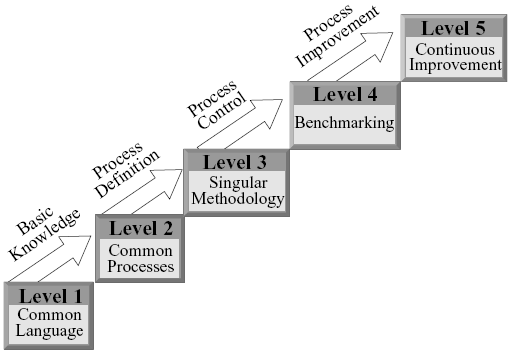 Process
Improvement
Level 5
Continuous
Improvement
Process
Control
Level 4
Benchmarking
Process
Definition
Level 3
Singular
Methodology
Basic
Knowledge
Level 2
Common
Processes
Level 1
Common
Language